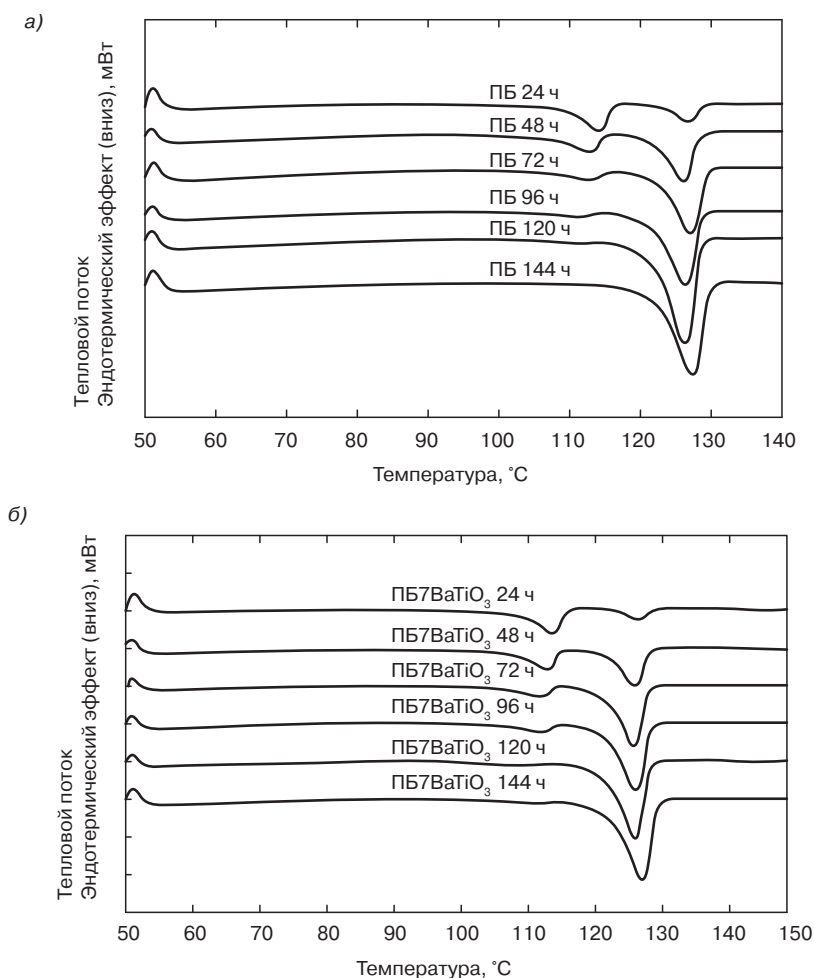 а)
Тепловой поток
Эндотермический эффект (вниз), мВт
ПБ 24 ч
ПБ 48 ч
ПБ 72 ч
ПБ 96 ч
ПБ 120 ч
ПБ 144 ч
50 60 70 80 90 100 110 120 130 140
Температура, °С
б)
Тепловой поток
Эндотермический эффект (вниз), мВт
ПБ7BaTiO₃ 24 ч
ПБ7BaTiO₃ 48 ч
ПБ7BaTiO₃ 72 ч
ПБ7BaTiO₃ 96 ч
ПБ7BaTiO₃ 120 ч
ПБ7BaTiO₃ 144 ч
50 60 70 80 90 100 110 120 130 140 150
Температура, °С